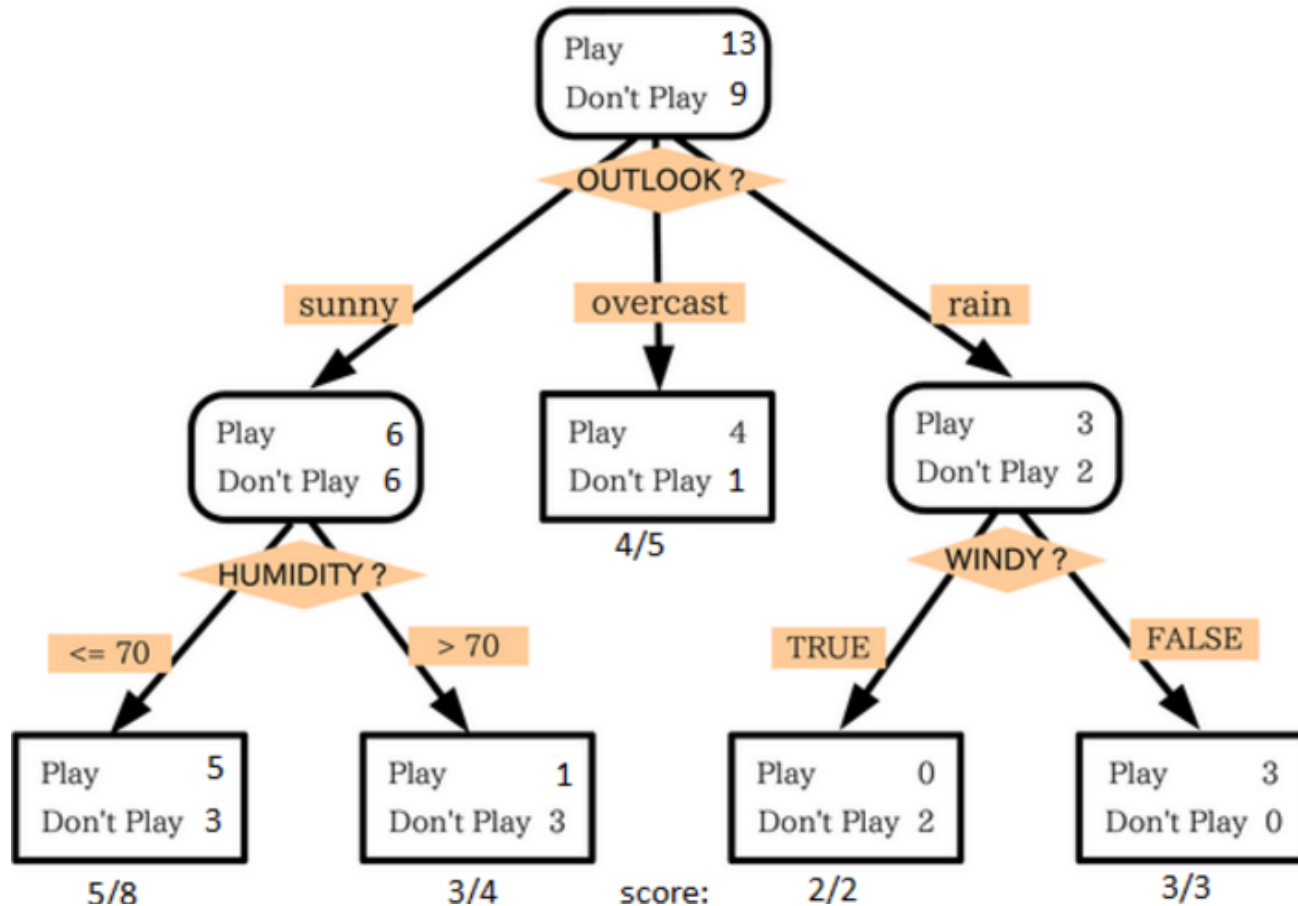 Play 13
Don't Play 9
OUTLOOK ?
sunny
overcast
rain
Play 6
Don't Play 6
Play 4
Don't Play 1
4/5
Play 3
Don't Play 2
HUMIDITY ?
WINDY ?
<= 70
> 70
TRUE
FALSE
Play 5
Don't Play 3
Play 1
Don't Play 3
Play 0
Don't Play 2
Play 3
Don't Play 0
5/8
3/4
score:
2/2
3/3